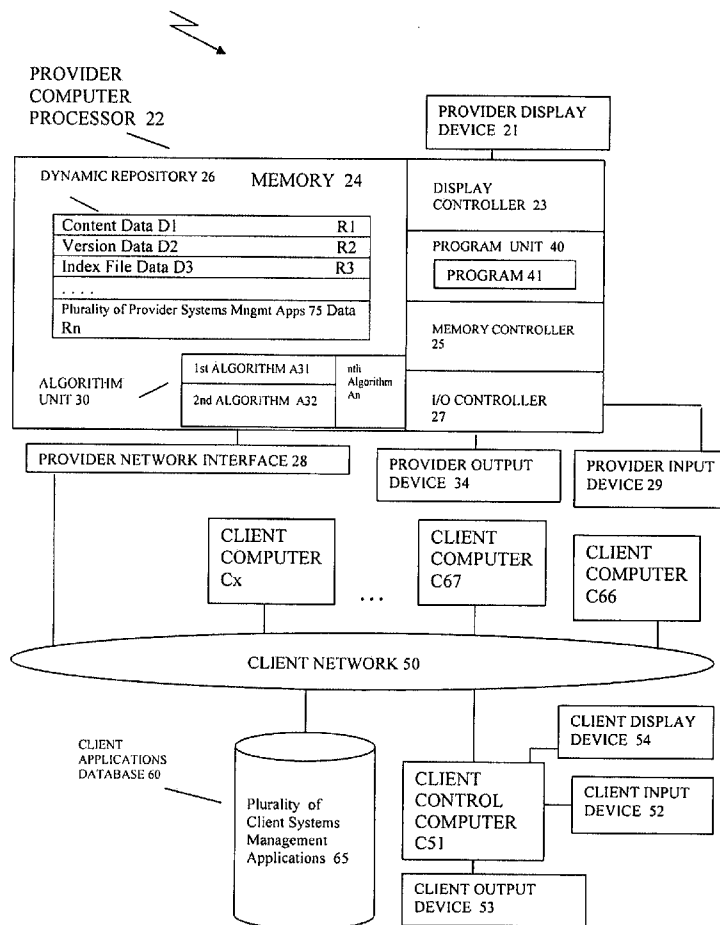 PROVIDER
COMPUTER
PROCESSOR 22
PROVIDER DISPLAY
DEVICE 21
DYNAMIC REPOSITORY 26
MEMORY 24
Content Data D1 R1
Version Data D2 R2
Index File Data D3 R3
. . . .
Plurality of Provider Systems Mngmt Apps 75 Data
Rn
DISPLAY
CONTROLLER 23
PROGRAM UNIT 40
PROGRAM 41
MEMORY CONTROLLER
25
I/O CONTROLLER
27
ALGORITHM
UNIT 30
1st ALGORITHM A31
2nd ALGORITHM A32
nth
Algorithm
An
PROVIDER NETWORK INTERFACE 28
PROVIDER OUTPUT
DEVICE 34
PROVIDER INPUT
DEVICE 29
CLIENT
COMPUTER
Cx
...
CLIENT
COMPUTER
C67
CLIENT
COMPUTER
C66
CLIENT NETWORK 50
CLIENT
APPLICATIONS
DATABASE 60
Plurality of
Client Systems
Management
Applications 65
CLIENT
CONTROL
COMPUTER
C51
CLIENT DISPLAY
DEVICE 54
CLIENT INPUT
DEVICE 52
CLIENT OUTPUT
DEVICE 53